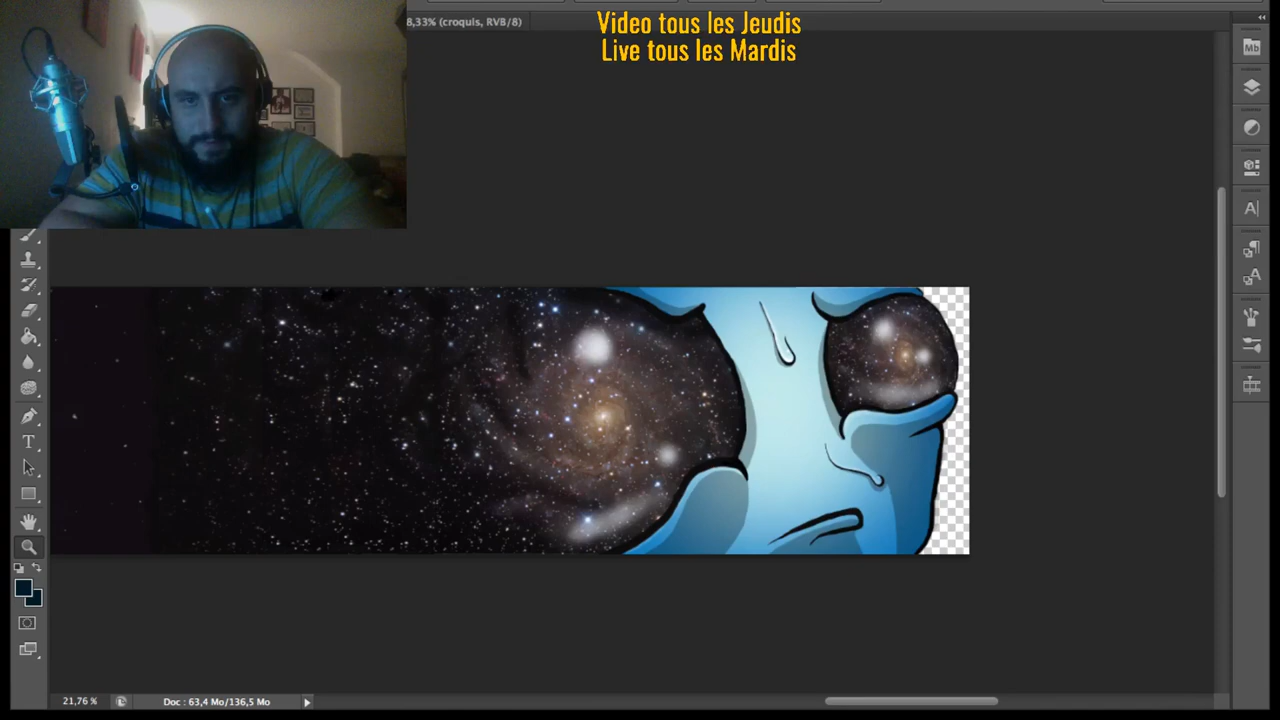 8,33% (croquis, RVB/8)
Video tous les Jeudis
Live tous les Mardis
Mb
A|
A
T
21,76 %
Doc : 63,4 Mo/136,5 Mo